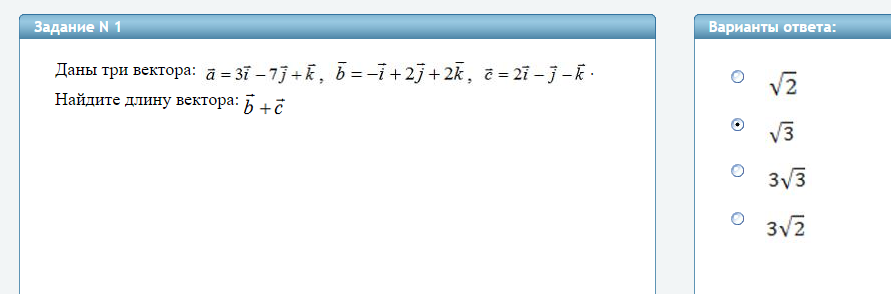 Задание N 1
Даны три вектора: a⃗ = 3i⃗ − 7j⃗ + k⃗ , b⃗ = −i⃗ + 2j⃗ + 2k⃗ , c⃗ = 2i⃗ − j⃗ − k⃗ .
Найдите длину вектора: b⃗ + c⃗
Варианты ответа:
√2
√3
3√3
3√2